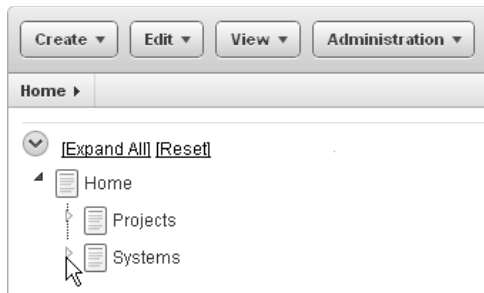 Create Edit View Administration
Home
[Expand All] [Reset]
Home
Projects
Systems